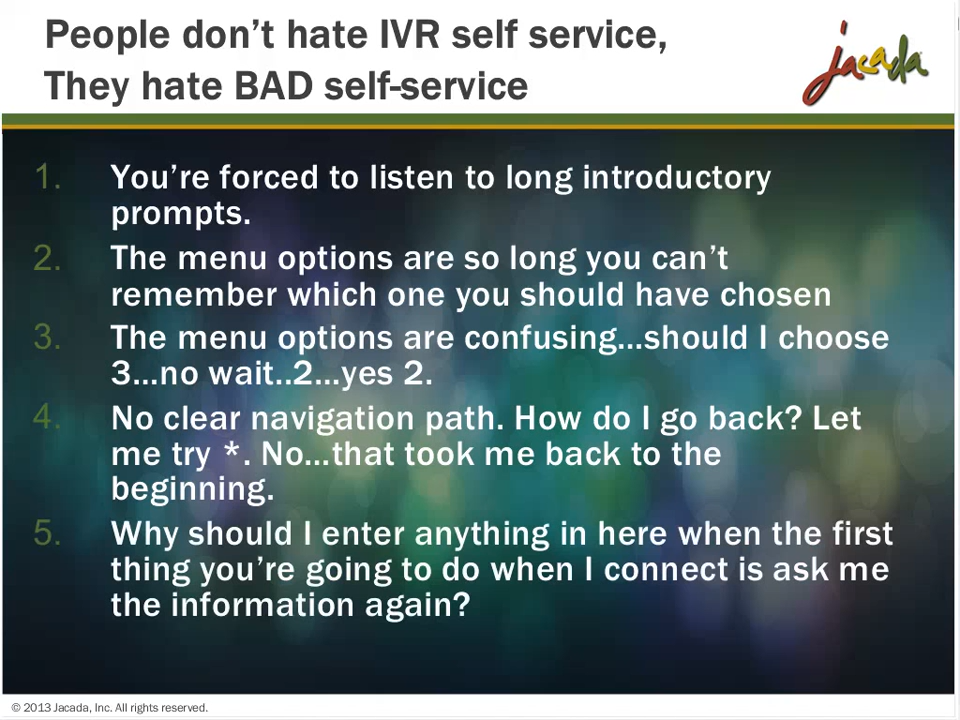 People don't hate IVR self service,
They hate BAD self-service
jacada
1. You're forced to listen to long introductory
prompts.
2. The menu options are so long you can't
remember which one you should have chosen
3. The menu options are confusing...should I choose
3...no wait..2...yes 2.
4. No clear navigation path. How do I go back? Let
me try *. No...that took me back to the
beginning.
5. Why should I enter anything in here when the first
thing you're going to do when I connect is ask me
the information again?
© 2013 Jacada, Inc. All rights reserved.